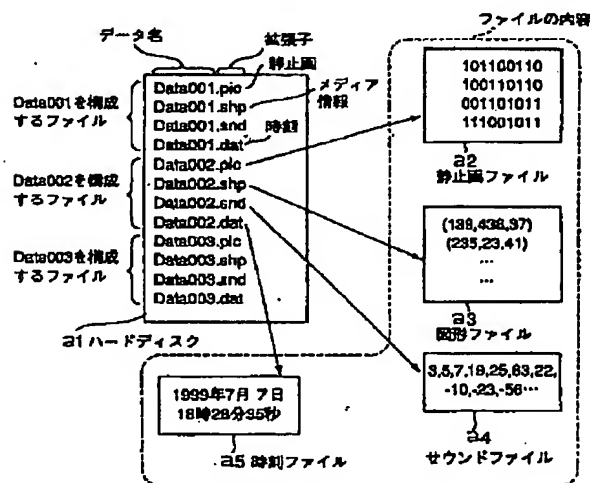 ファイルの内容
データ名
拡張子
静止画
メディア
情報
時刻
Data001を構成
するファイル
Data001.pic
Data001.shp
Data001.snd
Data001.dat
Data002を構成
するファイル
Data002.pic
Data002.shp
Data002.snd
Data002.dat
Data003を構成
するファイル
Data003.pic
Data003.shp
Data003.snd
Data003.dat
a1 ハードディスク
101100110
100110110
001101011
111001011
a2
静止画ファイル
(138,438,37)
(235,23,41)
…
…
a3
図形ファイル
3,5,7,18,25,63,22,
-10,-23,-56…
a4
サウンドファイル
1999年7月 7日
18時28分35秒
a5 時刻ファイル